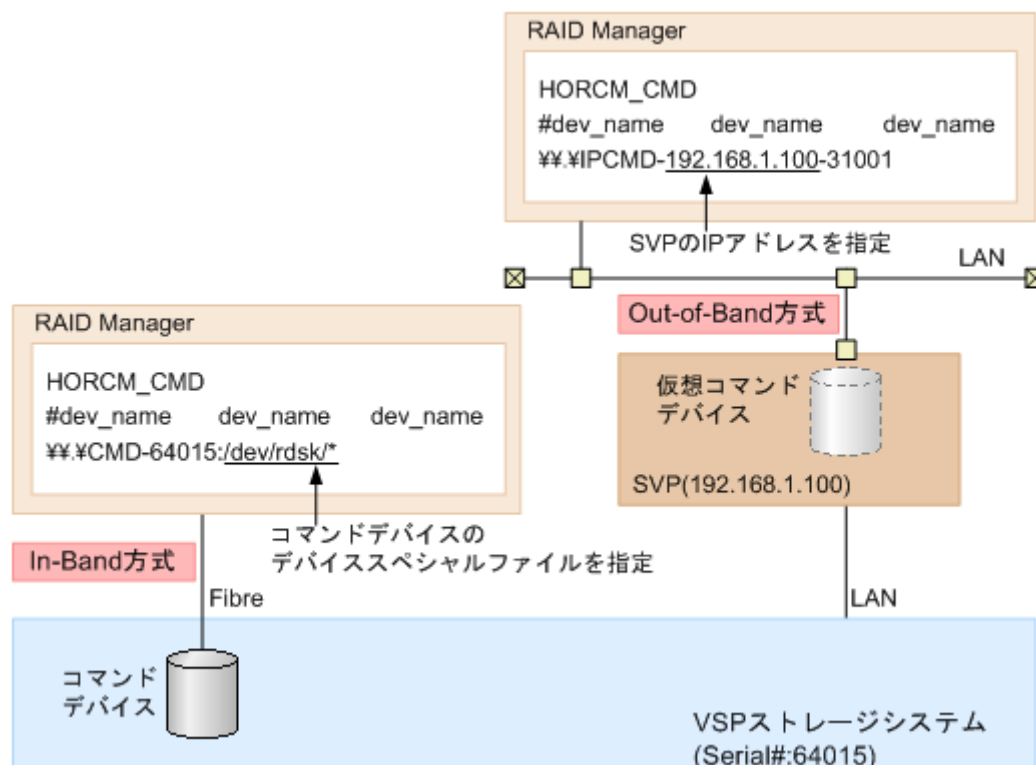 RAID Manager
HORCM_CMD
#dev_name dev_name dev_name
¥¥.¥IPCMD-192.168.1.100-31001
SVPのIPアドレスを指定
LAN
Out-of-Band方式
仮想コマンド
デバイス
SVP(192.168.1.100)
LAN
RAID Manager
HORCM_CMD
#dev_name dev_name dev_name
¥¥.¥CMD-64015:/dev/rdsk/*
コマンドデバイスの
デバイススペシャルファイルを指定
In-Band方式
Fibre
コマンド
デバイス
VSPストレージシステム
(Serial#:64015)